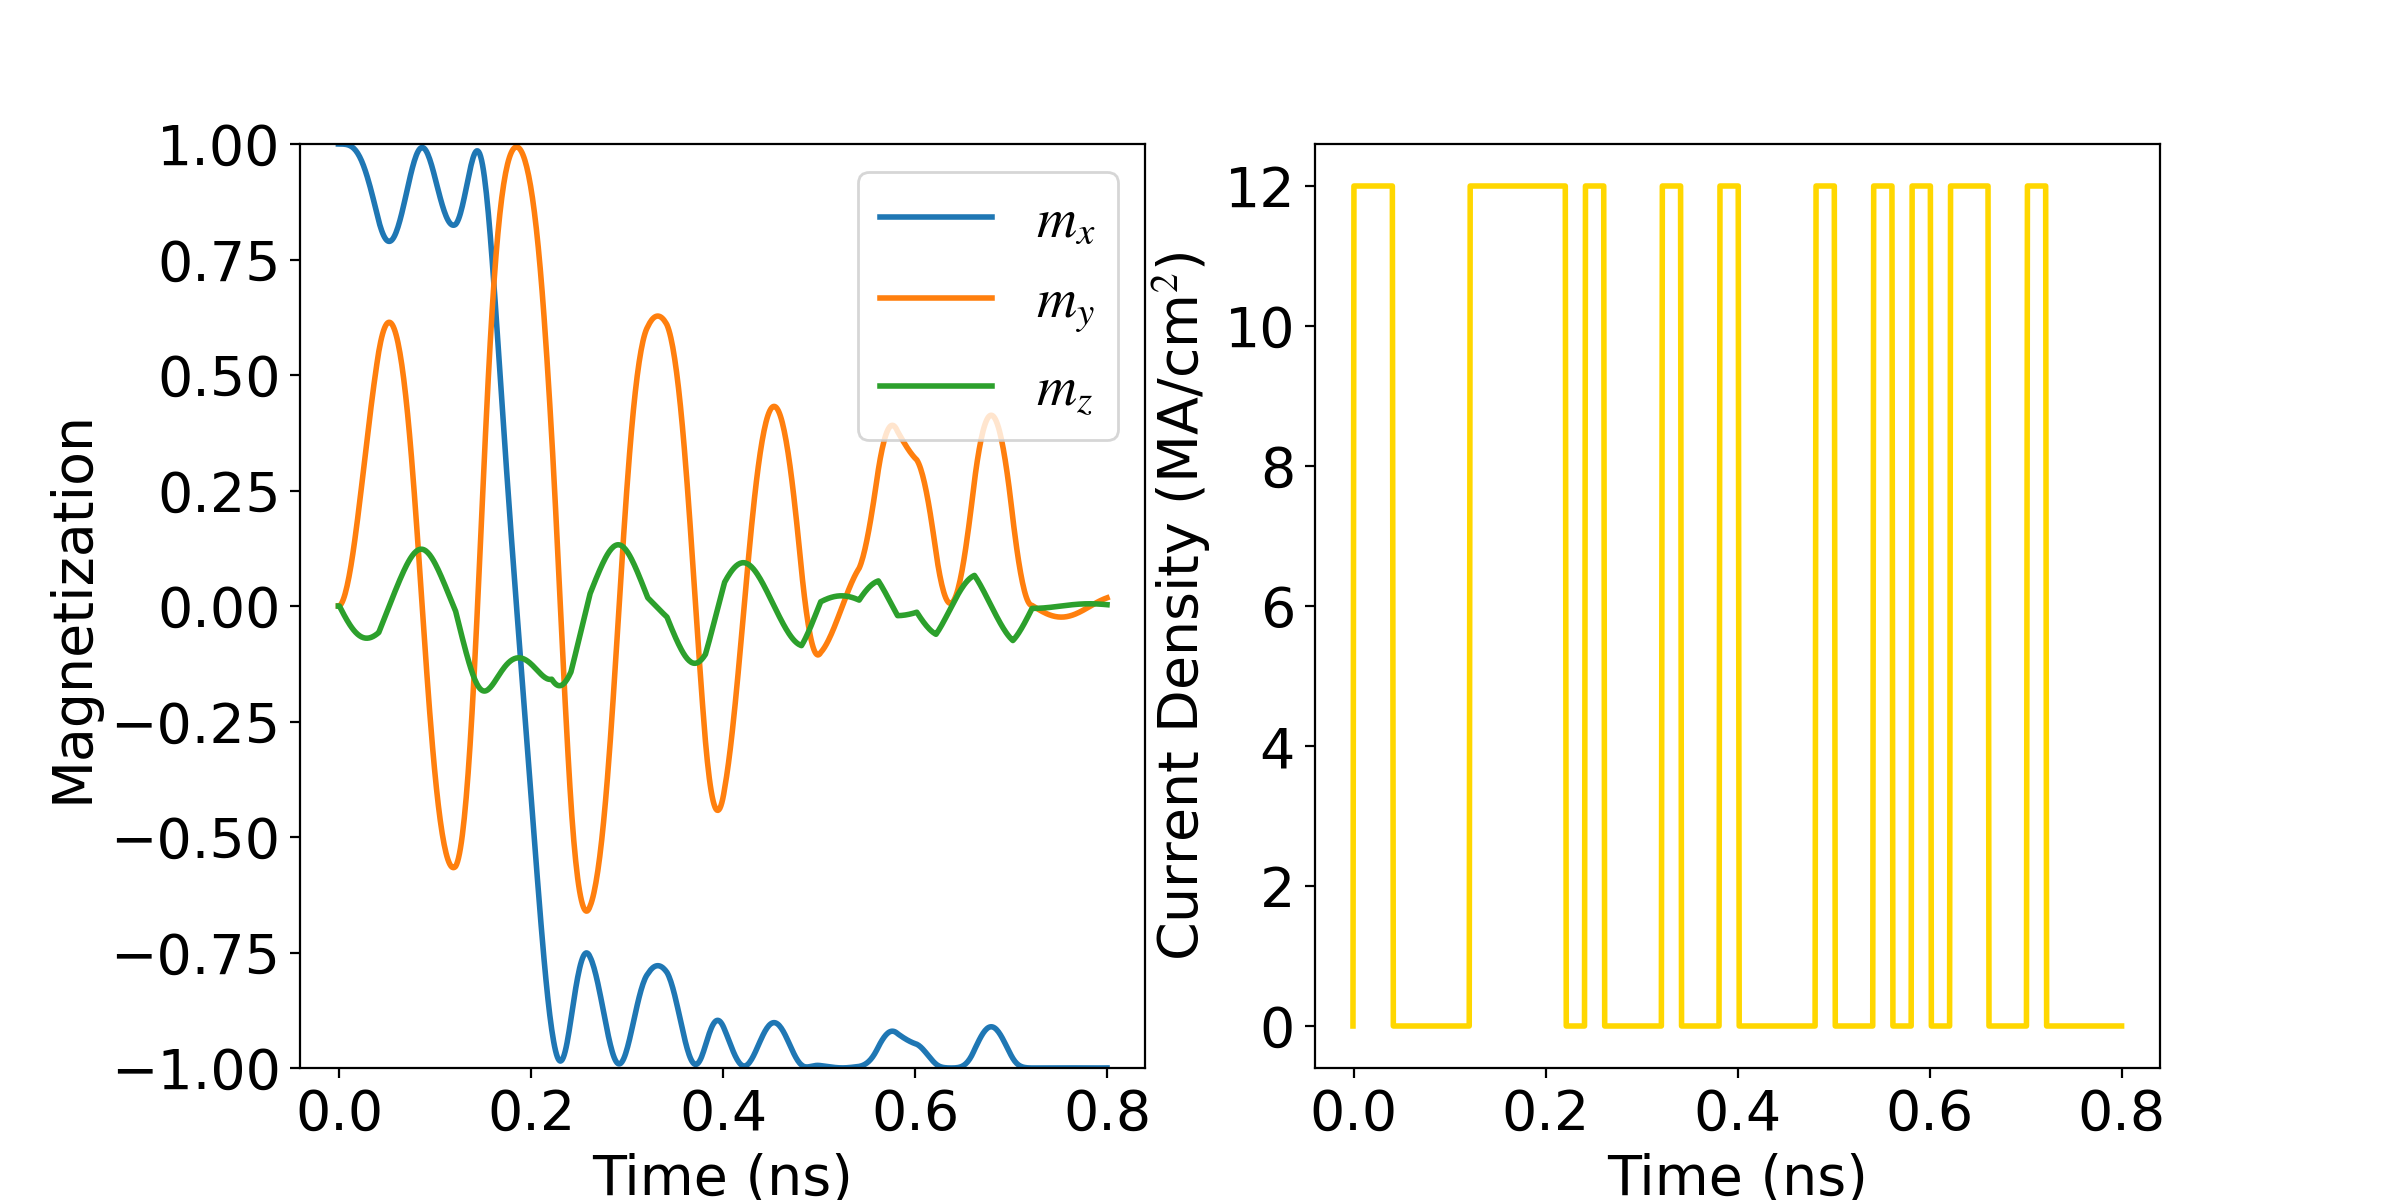 1.00
0.75
0.50
0.25
0.00
−0.25
−0.50
−0.75
−1.00
Magnetization
0.0 0.2 0.4 0.6 0.8
Time (ns)
m_x
m_y
m_z
12
10
8
6
4
2
0
Current Density (MA/cm²)
0.0 0.2 0.4 0.6 0.8
Time (ns)